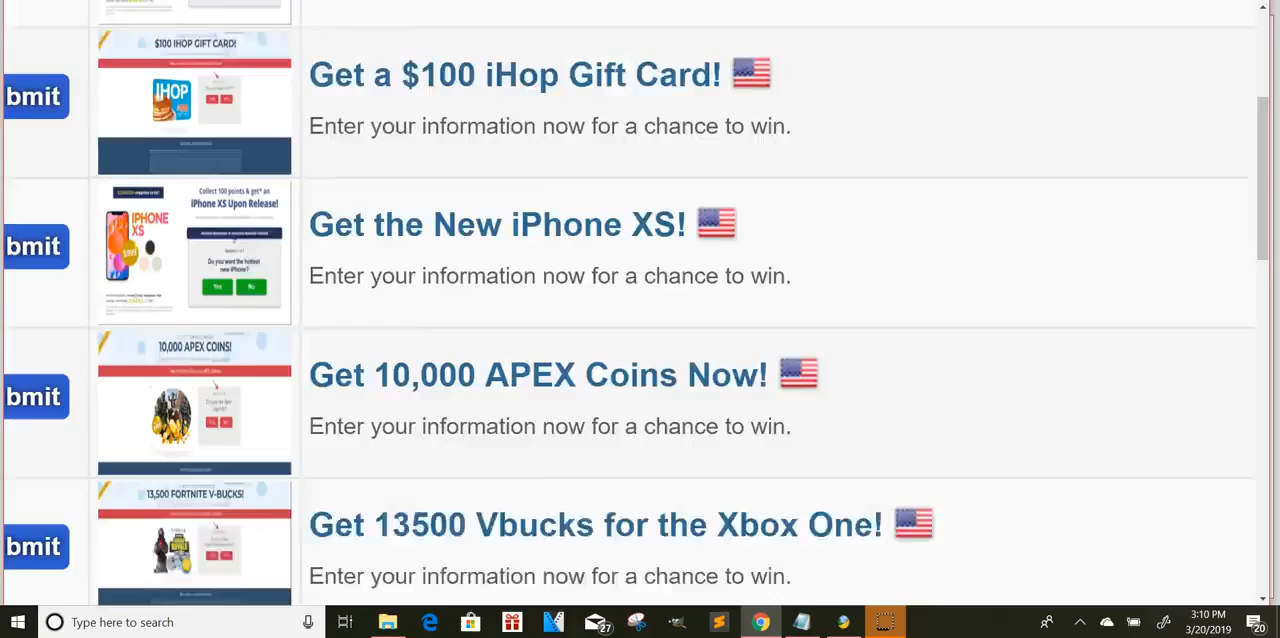 $100 IHOP GIFT CARD!
IHOP
bmit
Get a $100 iHop Gift Card!
Enter your information now for a chance to win.
Collect 100 points & get* an
iPhone XS Upon Release!
IPHONE
XS
$999
Do you want the hottest
new iPhone?
Yes No
bmit
Get the New iPhone XS!
Enter your information now for a chance to win.
10,000 APEX COINS!
bmit
Get 10,000 APEX Coins Now!
Enter your information now for a chance to win.
13,500 FORTNITE V-BUCKS!
bmit
Get 13500 Vbucks for the Xbox One!
Enter your information now for a chance to win.
Type here to search
27
3:10 PM
3/20/2019
20